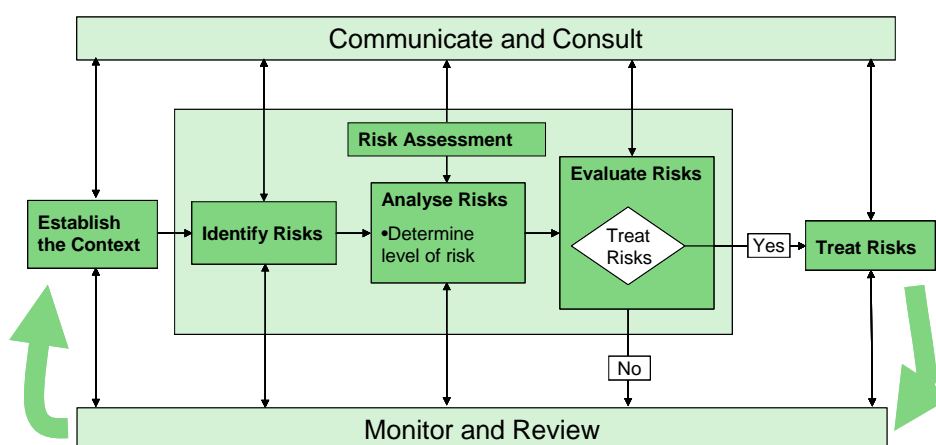 Communicate and Consult
Risk Assessment
Evaluate Risks
Analyse Risks
•Determine
level of risk
Establish
the Context
Identify Risks
Treat
Risks
Yes
Treat Risks
No
Monitor and Review